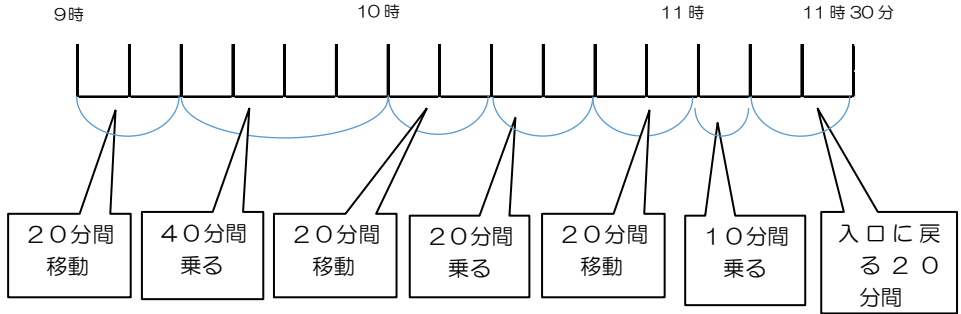 9時
10時
11時
11時30分
２０分間
移動
４０分間
乗る
２０分間
移動
２０分間
乗る
２０分間
移動
１０分間
乗る
入口に戻
る２０
分間